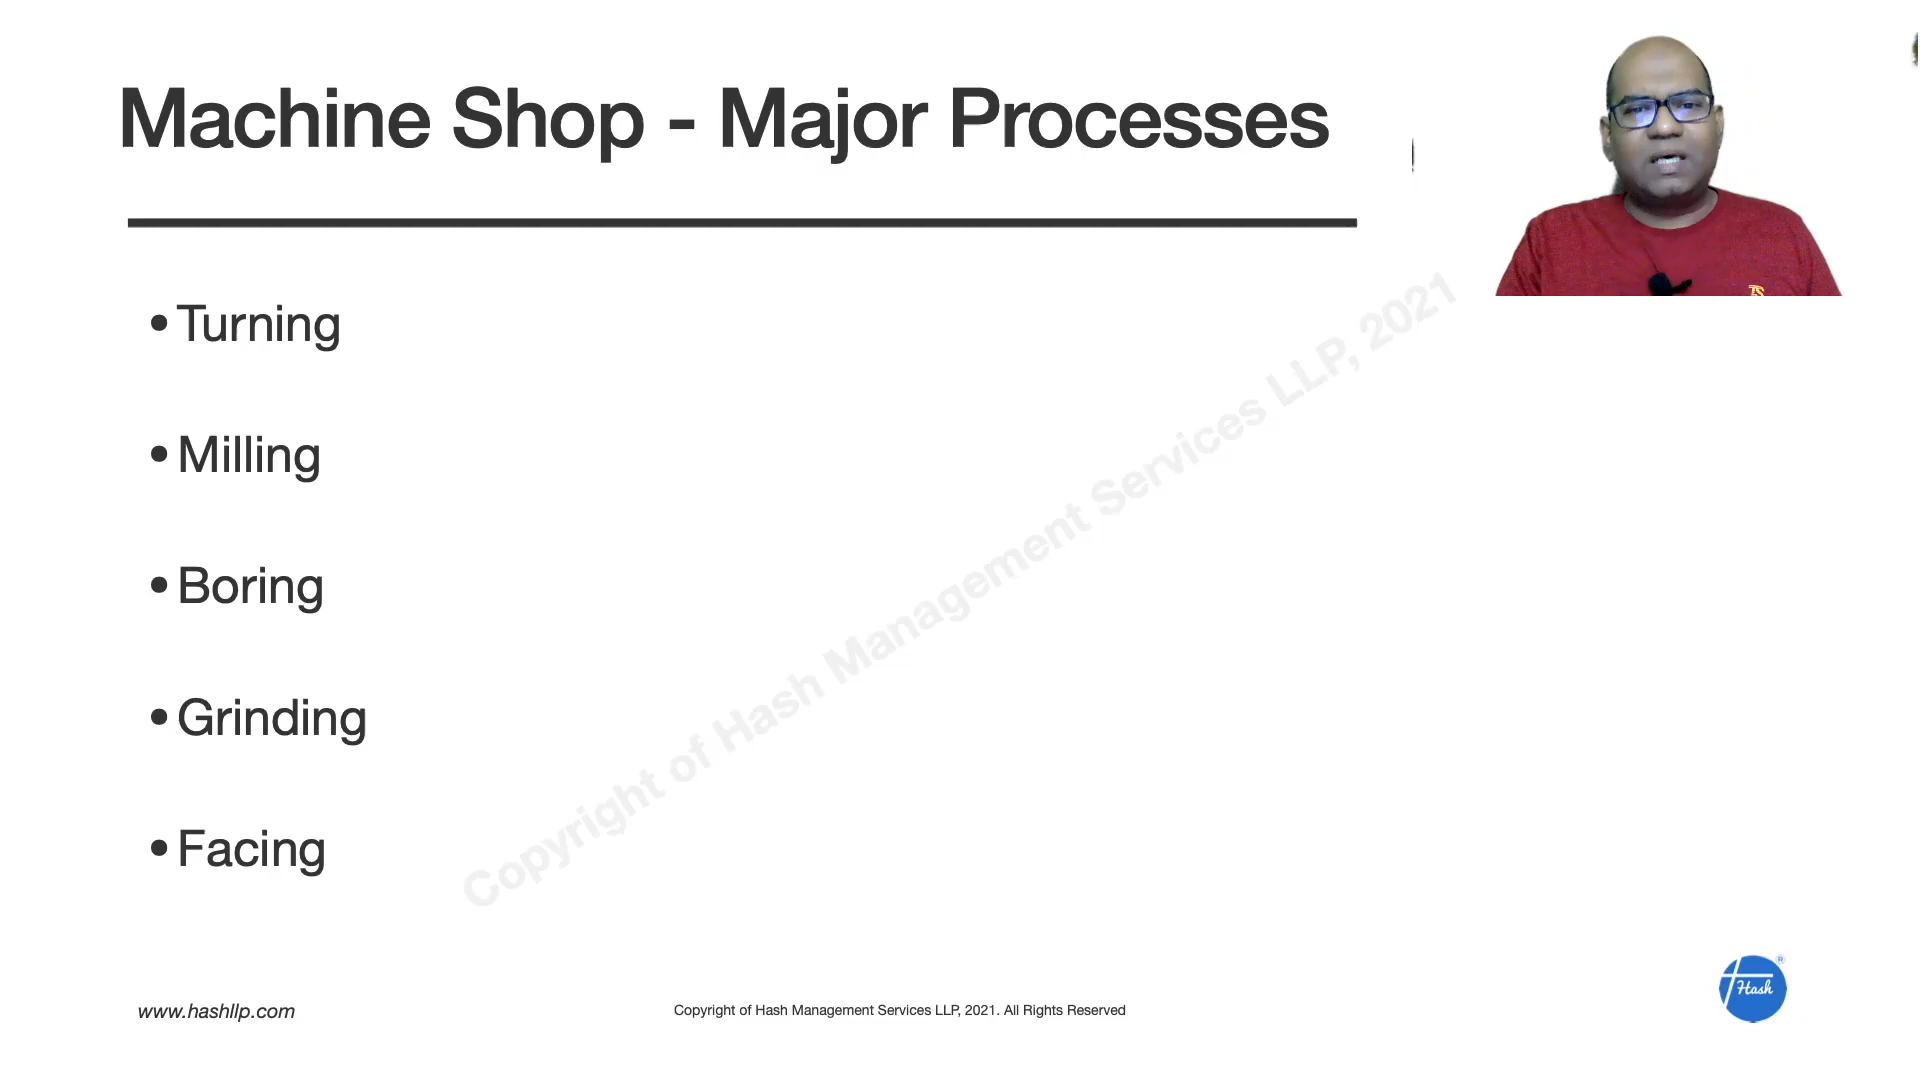 Machine Shop - Major Processes
• Turning
• Milling
• Boring
• Grinding
• Facing
Copyright of Hash Management Services LLP, 2021
www.hashllp.com
Copyright of Hash Management Services LLP, 2021. All Rights Reserved
Hash
®
TS